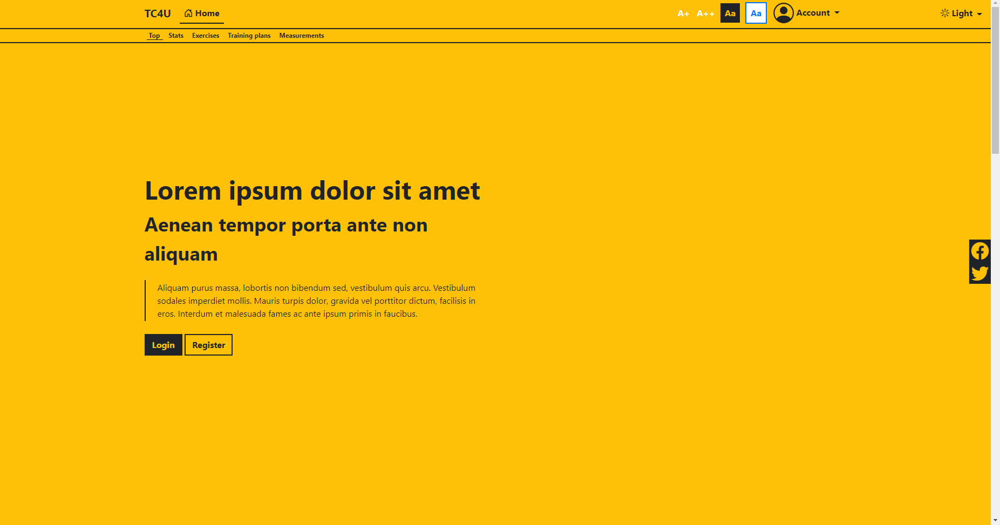 TC4U Home A+ A++ Aa Aa Account Light
Top Stats Exercises Training plans Measurements
Lorem ipsum dolor sit amet
Aenean tempor porta ante non
aliquam
Aliquam purus massa, lobortis non bibendum sed, vestibulum quis arcu. Vestibulum
sodales imperdiet mollis. Mauris turpis dolor, gravida vel porttitor dictum, facilisis in
eros. Interdum et malesuada fames ac ante ipsum primis in faucibus.
Login Register